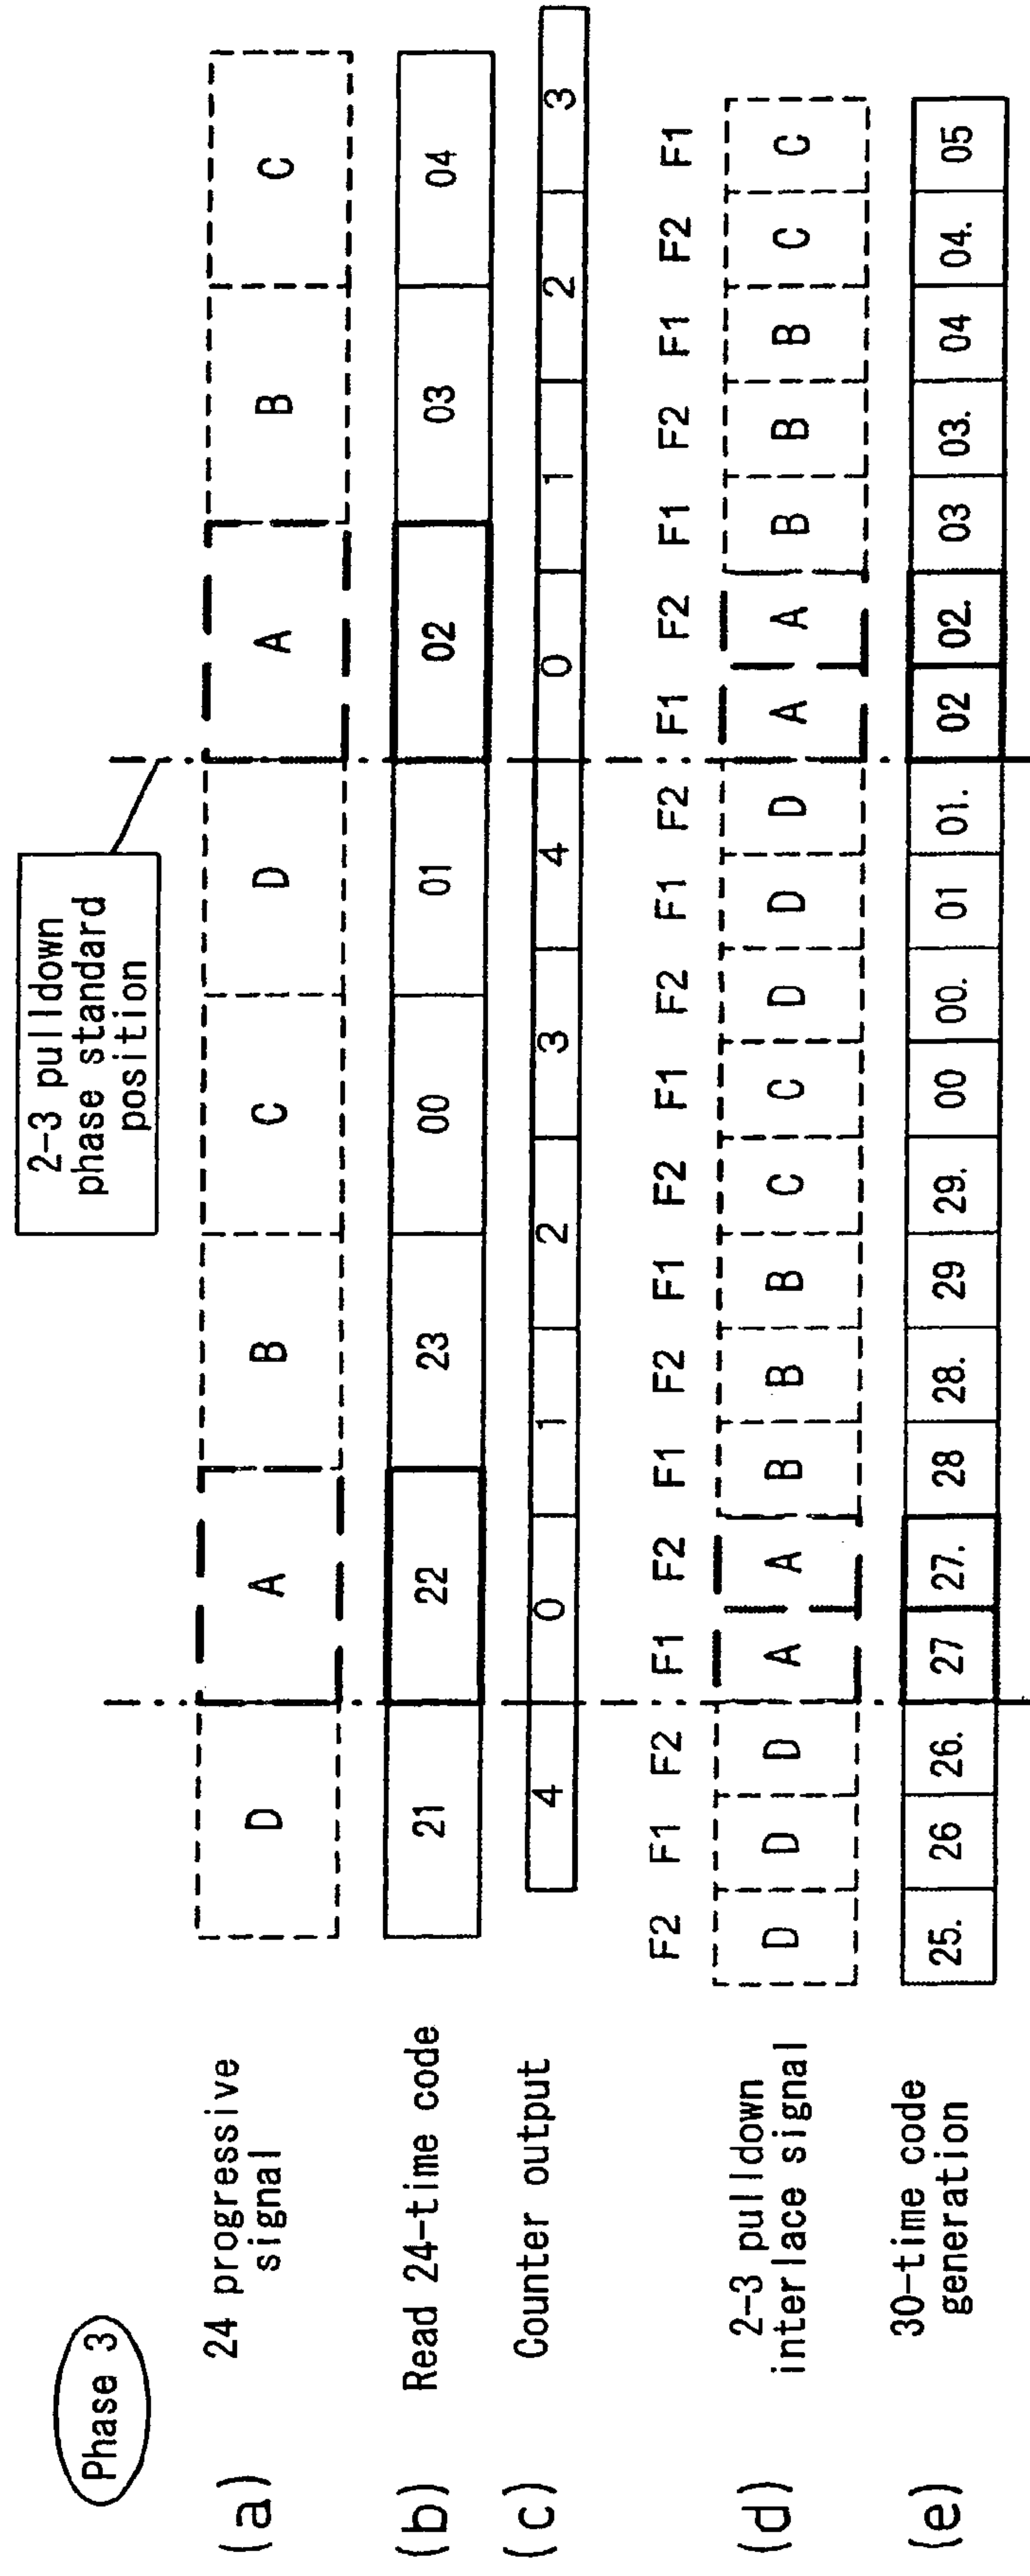 Phase 3
2-3 pulldown
phase standard
position
(a)
24 progressive
signal
D
A
B
C
D
A
B
C
(b)
Read 24-time code
21
22
23
00
01
02
03
04
(c)
Counter output
4
0
1
2
3
4
0
1
2
3
F2
F1
F2
F1
F2
F1
F2
F1
F2
F1
F2
F1
F2
F1
F2
F1
F2
F1
F2
F1
(d)
2-3 pulldown
interlace signal
D
D
D
A
A
B
B
B
C
C
D
D
D
A
A
B
B
B
C
C
(e)
30-time code
generation
25.
26
26.
27
27.
28
28.
29
29.
00
00.
01
01.
02
02.
03
03.
04
04.
05